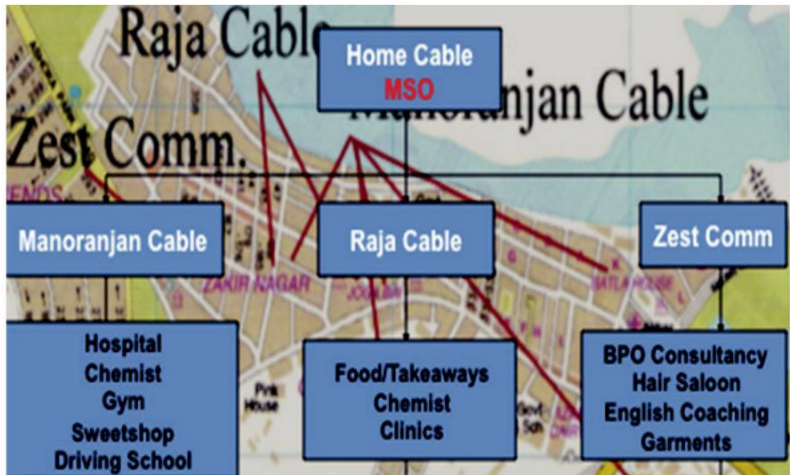 Raja Cable
Home Cable
MSO
Manoranjan Cable
Zest Comm.
Manoranjan Cable
Raja Cable
Zest Comm
ZAKIR NAGAR
BATLA HOUSE
Hospital
Chemist
Gym
Sweetshop
Driving School
Food/Takeaways
Chemist
Clinics
BPO Consultancy
Hair Saloon
English Coaching
Garments
Pink
House
Govt
Sch